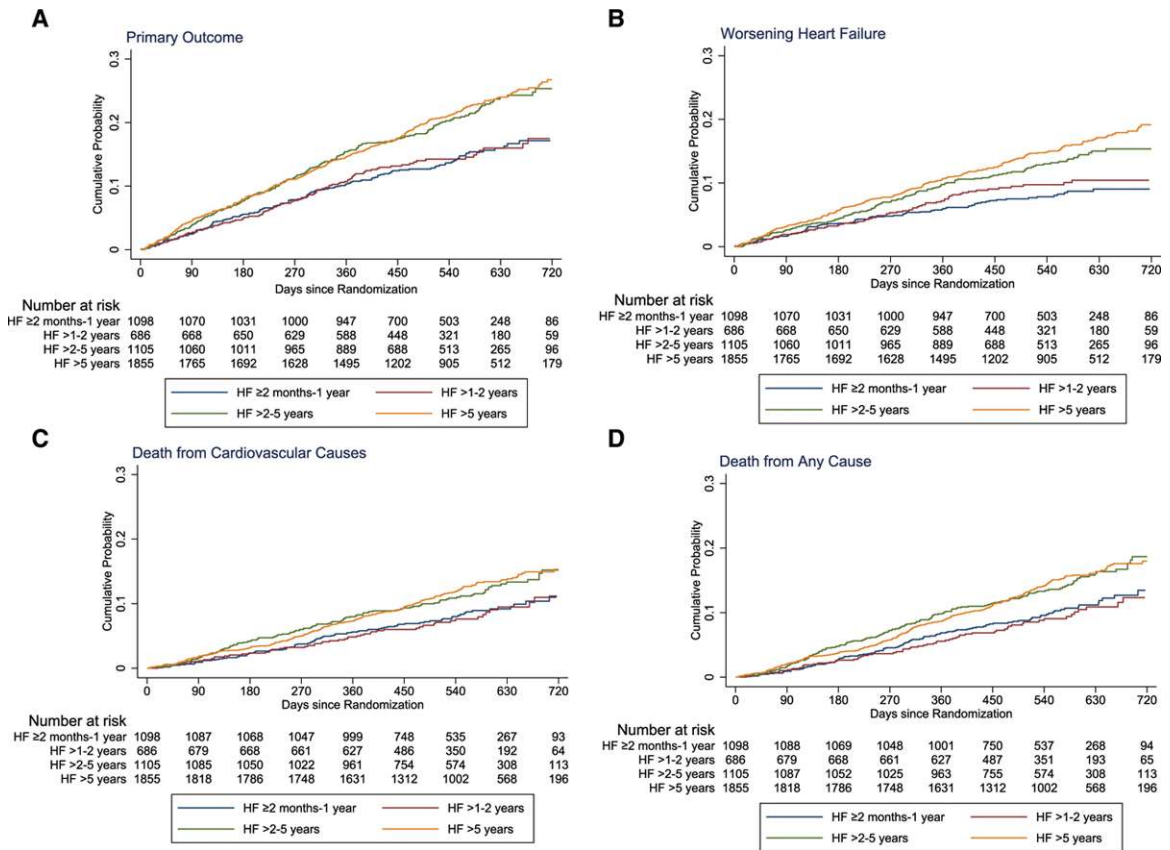 A
Primary Outcome
Cumulative Probability
0.3
0.2
0.1
0
0 90 180 270 360 450 540 630 720
Days since Randomization
Number at risk
HF ≥2 months-1 year 1098 1070 1031 1000 947 700 503 248 86
HF >1-2 years 686 668 650 629 588 448 321 180 59
HF >2-5 years 1105 1060 1011 965 889 688 513 265 96
HF >5 years 1855 1765 1692 1628 1495 1202 905 512 179
HF ≥2 months-1 year HF >1-2 years
HF >2-5 years HF >5 years
B
Worsening Heart Failure
Cumulative Probability
0.3
0.2
0.1
0
0 90 180 270 360 450 540 630 720
Days since Randomization
Number at risk
HF ≥2 months-1 year 1098 1070 1031 1000 947 700 503 248 86
HF >1-2 years 686 668 650 629 588 448 321 180 59
HF >2-5 years 1105 1060 1011 965 889 688 513 265 96
HF >5 years 1855 1765 1692 1628 1495 1202 905 512 179
HF ≥2 months-1 year HF >1-2 years
HF >2-5 years HF >5 years
C
Death from Cardiovascular Causes
Cumulative Probability
0.3
0.2
0.1
0
0 90 180 270 360 450 540 630 720
Days since Randomization
Number at risk
HF ≥2 months-1 year 1098 1087 1068 1047 999 748 535 267 93
HF >1-2 years 686 679 668 661 627 486 350 192 64
HF >2-5 years 1105 1085 1050 1022 961 754 574 308 113
HF >5 years 1855 1818 1786 1748 1631 1312 1002 568 196
HF ≥2 months-1 year HF >1-2 years
HF >2-5 years HF >5 years
D
Death from Any Cause
Cumulative Probability
0.3
0.2
0.1
0
0 90 180 270 360 450 540 630 720
Days since Randomization
Number at risk
HF ≥2 months-1 year 1098 1088 1069 1048 1001 750 537 268 94
HF >1-2 years 686 679 668 661 627 487 351 193 65
HF >2-5 years 1105 1087 1052 1025 963 755 574 308 113
HF >5 years 1855 1818 1786 1748 1631 1312 1002 568 196
HF ≥2 months-1 year HF >1-2 years
HF >2-5 years HF >5 years